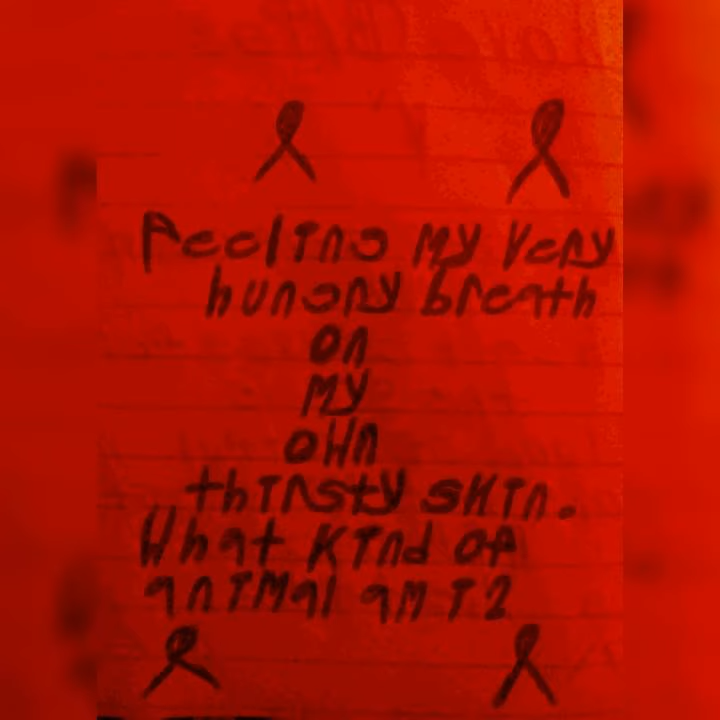 Feeling My Very
hungry breath
on
My
own
thirsty skin.
What Kind of
animal am I?